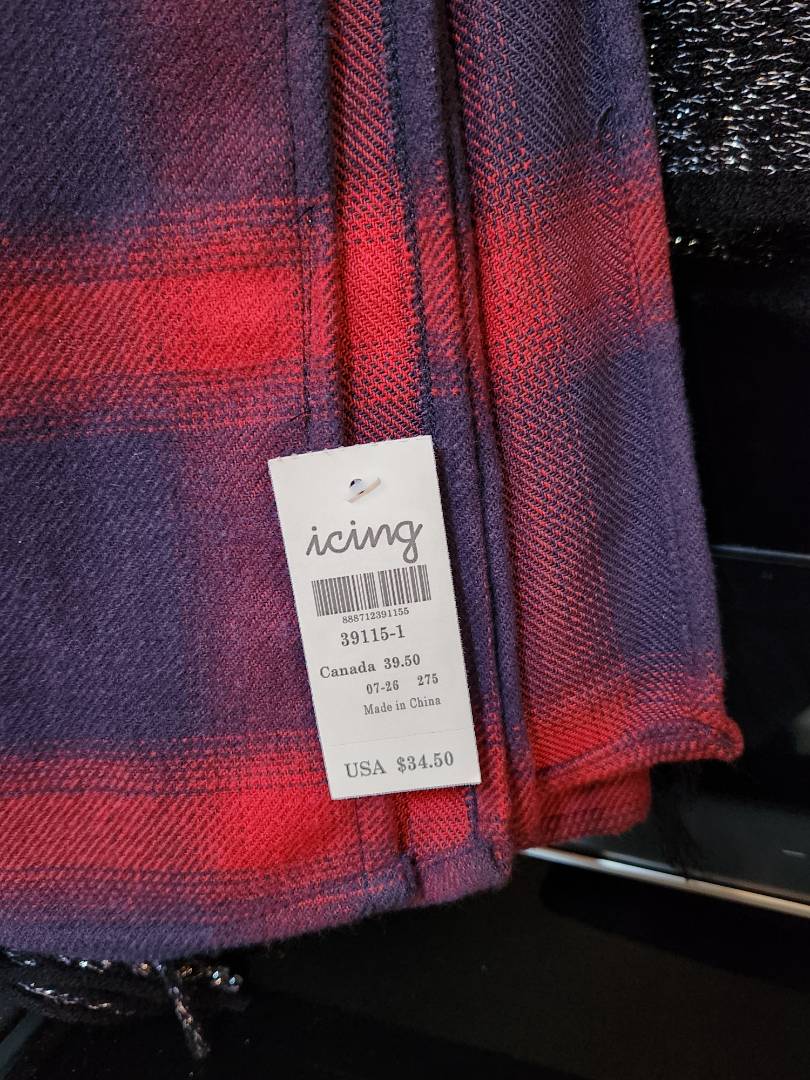 icing
888712391155
39115-1
Canada 39.50
07-26 275
Made in China
USA $34.50